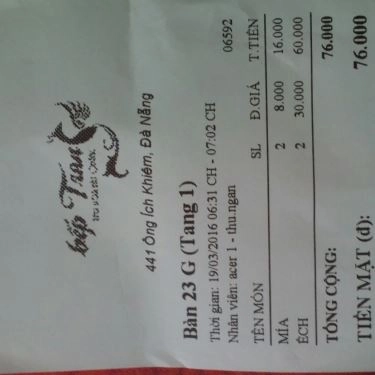 bếp Trần
441 Ông Ích Khiêm, Đà Nẵng
Bàn 23 G (Tang 1)
Thời gian: 19/03/2016 06:31 CH - 07:02 CH
Nhân viên: acer 1 - thu.ngan 06592
TÊN MÓN SL Đ.GIÁ T.TIỀN
MÍA 2 8.000 16.000
ẾCH 2 30.000 60.000
TỔNG CỘNG: 76.000
TIỀN MẶT (đ): 76.000